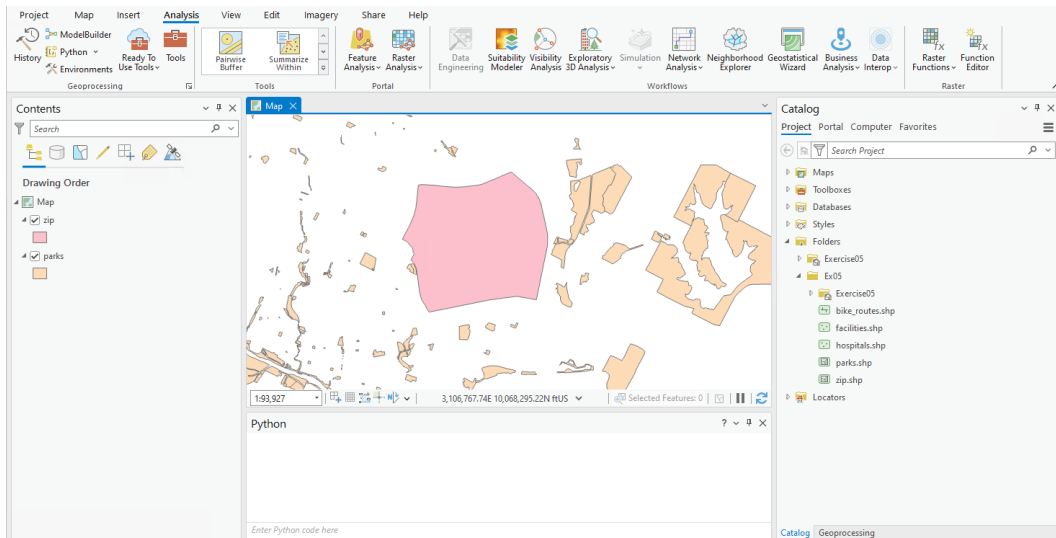 Project Map Insert Analysis View Edit Imagery Share Help
History
ModelBuilder
Python
Environments
Ready To Use Tools
Tools
Geoprocessing
Pairwise Buffer
Summarize Within
Tools
Feature Analysis
Raster Analysis
Portal
Data Engineering
Suitability Modeler
Visibility Analysis
Exploratory 3D Analysis
Simulation
Network Analysis
Neighborhood Explorer
Geostatistical Wizard
Business Analysis
Data Interop
Workflows
Raster Functions
Function Editor
Raster
Contents
Search
Drawing Order
Map
zip
parks
Map
1:93,927
3,106,767.74E 10,068,295.22N ftUS
Selected Features: 0
Python
?
Enter Python code here
Catalog
Project Portal Computer Favorites
Search Project
Maps
Toolboxes
Databases
Styles
Folders
Exercise05
Ex05
Exercise05
bike_routes.shp
facilities.shp
hospitals.shp
parks.shp
zip.shp
Locators
Catalog Geoprocessing